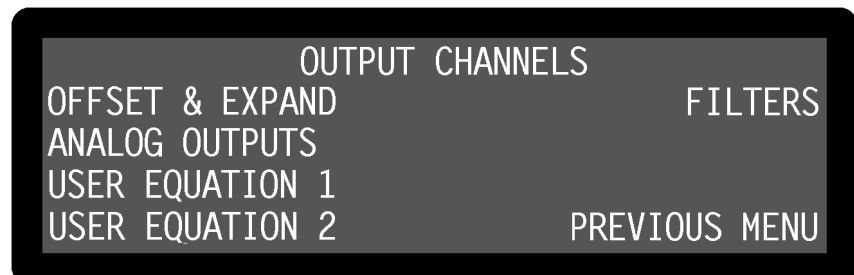 OUTPUT CHANNELS
OFFSET & EXPAND FILTERS
ANALOG OUTPUTS
USER EQUATION 1
USER EQUATION 2 PREVIOUS MENU